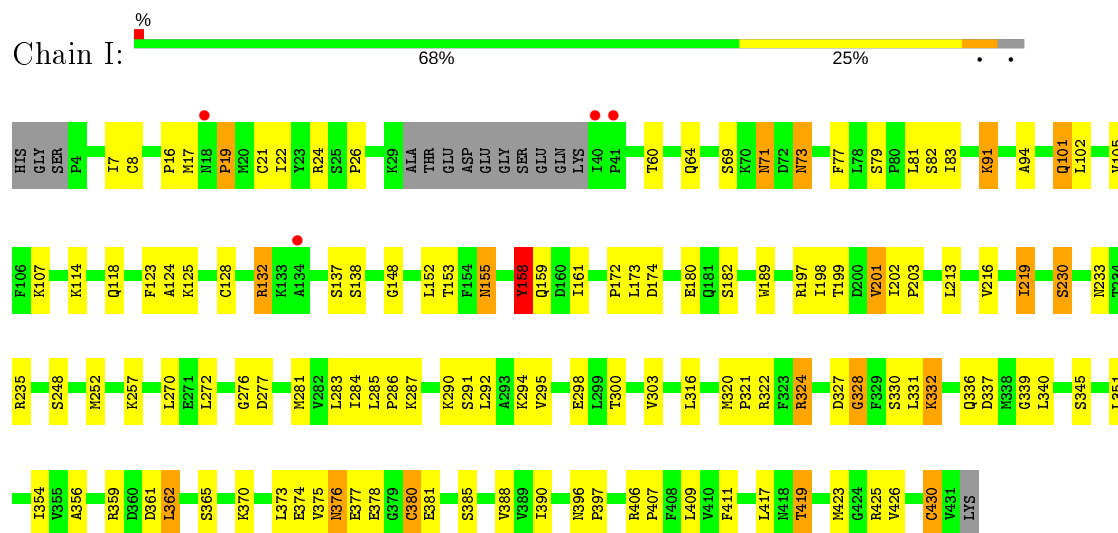 %
Chain I:
68% 25% • •
HIS GLY SER P4 I7 C8 P16 M17 N18 P19 M20 C21 I22 Y23 R24 S25 P26 K29 ALA THR GLU ASP GLU GLY SER GLU GLN LYS I40 P41 T60 Q64 S69 K70 N71 D72 N73 F77 L78 S79 P80 L81 S82 I83 K91 A94 Q101 L102 V105
F106 K107 K114 Q118 F123 A124 K125 C128 R132 K133 A134 S137 S138 G148 L152 T153 F154 N155 Y158 Q159 D160 I161 P172 L173 D174 E180 Q181 S182 W189 R197 I198 T199 D200 V201 I202 P203 L213 V216 I219 S230 N233 T234
R235 S248 M252 K257 L270 E271 L272 G276 D277 M281 V282 L283 I284 L285 P286 K287 K290 S291 L292 A293 K294 V295 E298 L299 T300 V303 L316 M320 P321 R322 F323 R324 D327 G328 F329 S330 L331 K332 Q336 D337 M338 G339 L340 S345 L351
I354 V355 A356 R359 D360 D361 L362 S365 K370 L373 E374 V375 N376 E377 E378 G379 C380 E381 S385 V388 V389 I390 N396 P397 R406 P407 F408 L409 V410 F411 L417 N418 T419 M423 G424 R425 V426 C430 V431 LYS